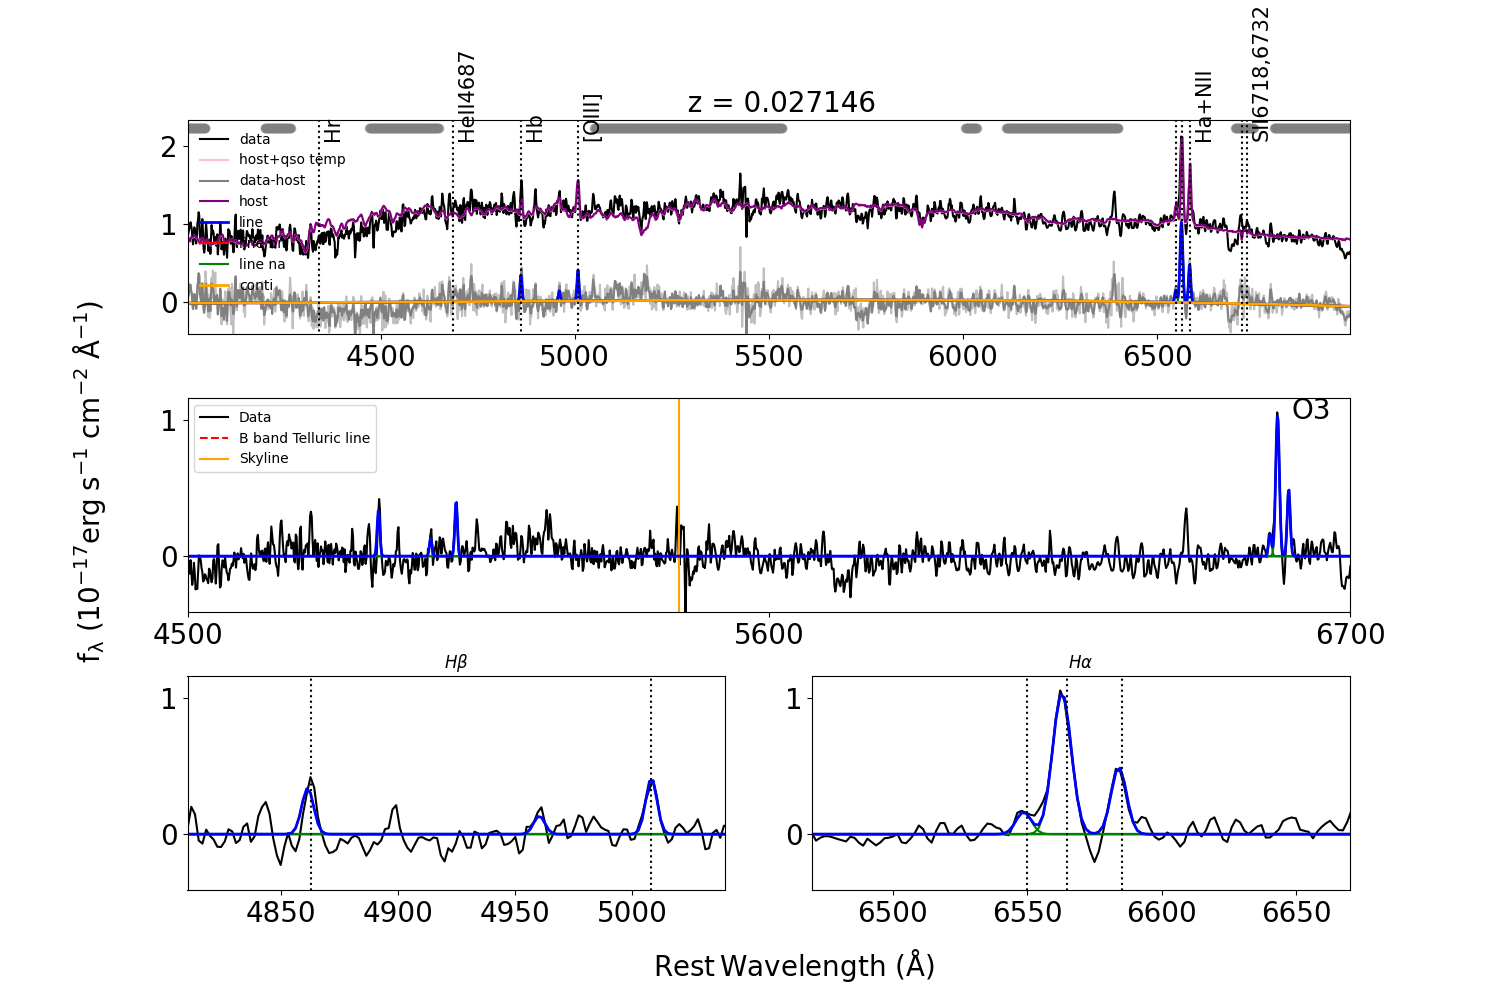 z = 0.027146
Hr
HeII4687
Hb
[OIII]
Ha+NII
SII6718,6732
data
host+qso temp
data-host
host
line
line na
conti
2
1
0
4500 5000 5500 6000 6500
Data
B band Telluric line
Skyline
O3
1
0
4500 5600 6700
fλ (10⁻¹⁷erg s⁻¹ cm⁻² Å⁻¹)
Hβ
1
0
4850 4900 4950 5000
Hα
1
0
6500 6550 6600 6650
Rest Wavelength (Å)